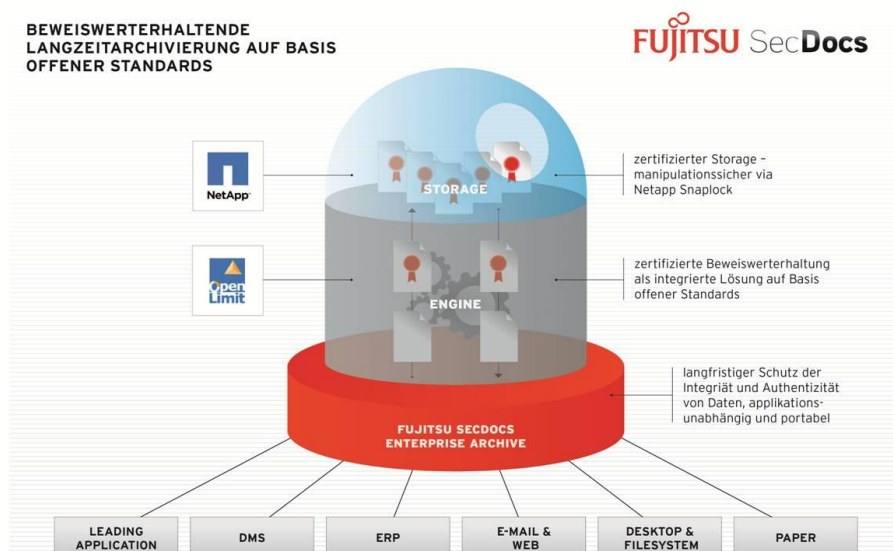 BEWEISWERTERHALTENDE
LANGZEITARCHIVIERUNG AUF BASIS
OFFENER STANDARDS
FUJITSU SecDocs
NetApp
STORAGE
zertifizierter Storage –
manipulationssicher via
Netapp Snaplock
Open
Limit
ENGINE
zertifizierte Beweiswerterhaltung
als integrierte Lösung auf Basis
offener Standards
langfristiger Schutz der
Integriät und Authentizität
von Daten, applikations-
unabhängig und portabel
FUJITSU SECDOCS
ENTERPRISE ARCHIVE
LEADING
APPLICATION
DMS
ERP
E-MAIL &
WEB
DESKTOP &
FILESYSTEM
PAPER